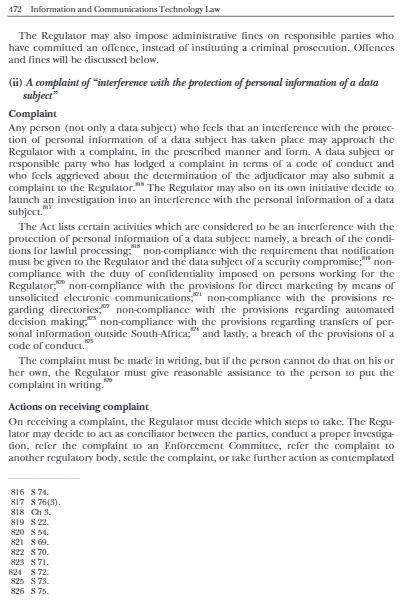 472 Information and Communications Technology Law
The Regulator may also impose administrative fines on responsible parties who
have committed an offence, instead of instituting a criminal prosecution. Offences
and fines will be discussed below.
(ii) A complaint of “interference with the protection of personal information of a data
subject”
Complaint
Any person (not only a data subject) who feels that an interference with the protec-
tion of personal information of a data subject has taken place may approach the
Regulator with a complaint, in the prescribed manner and form. A data subject or
responsible party who has lodged a complaint in terms of a code of conduct and
who feels aggrieved about the determination of the adjudicator may also submit a
complaint to the Regulator.816 The Regulator may also on its own initiative decide to
launch an investigation into an interference with the personal information of a data
subject.817
The Act lists certain activities which are considered to be an interference with the
protection of personal information of a data subject: namely, a breach of the condi-
tions for lawful processing;818 non-compliance with the requirement that notification
must be given to the Regulator and the data subject of a security compromise;819 non-
compliance with the duty of confidentiality imposed on persons working for the
Regulator;820 non-compliance with the provisions for direct marketing by means of
unsolicited electronic communications;821 non-compliance with the provisions re-
garding directories;822 non-compliance with the provisions regarding automated
decision making;823 non-compliance with the provisions regarding transfers of per-
sonal information outside South-Africa;824 and lastly, a breach of the provisions of a
code of conduct.825
The complaint must be made in writing, but if the person cannot do that on his or
her own, the Regulator must give reasonable assistance to the person to put the
complaint in writing.826
Actions on receiving complaint
On receiving a complaint, the Regulator must decide which steps to take. The Regu-
lator may decide to act as conciliator between the parties, conduct a proper investiga-
tion, refer the complaint to an Enforcement Committee, refer the complaint to
another regulatory body, settle the complaint, or take further action as contemplated
816 S 74.
817 S 76(3).
818 Ch 3.
819 S 22.
820 S 54.
821 S 69.
822 S 70.
823 S 71.
824 S 72.
825 S 73.
826 S 75.